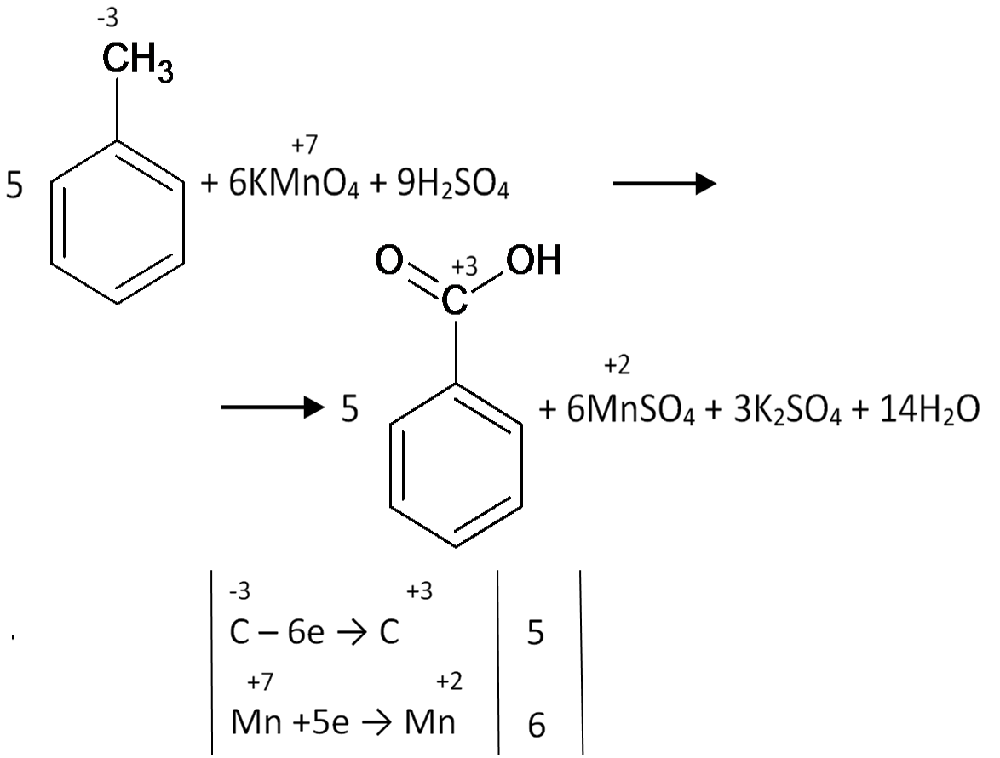 -3
CH₃
+7
5 + 6KMnO₄ + 9H₂SO₄
O +3 OH
C
+2
5 + 6MnSO₄ + 3K₂SO₄ + 14H₂O
-3 +3
C – 6e → C 5
+7 +2
Mn +5e → Mn 6